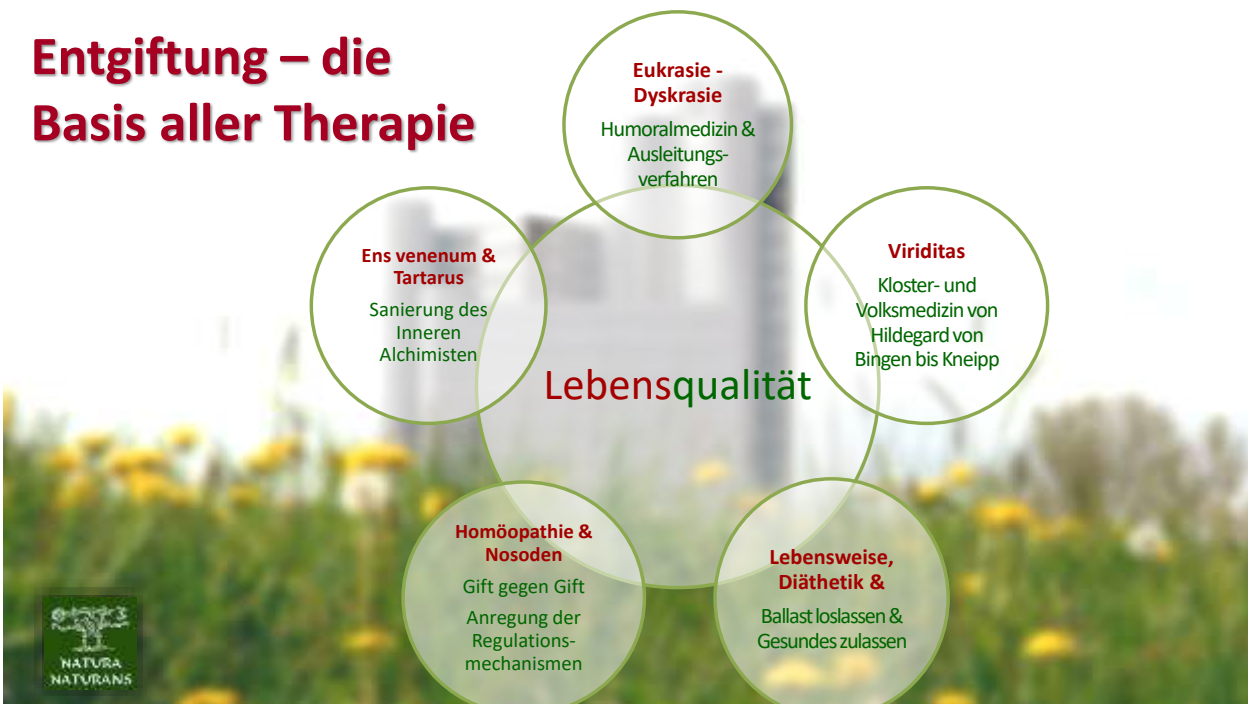 Entgiftung – die
Basis aller Therapie
Eukrasie -
Dyskrasie
Humoralmedizin &
Ausleitungs-
verfahren
Viriditas
Kloster- und
Volksmedizin von
Hildegard von
Bingen bis Kneipp
Lebensweise,
Diäthetik &
Ballast loslassen &
Gesundes zulassen
Homöopathie &
Nosoden
Gift gegen Gift
Anregung der
Regulations-
mechanismen
Ens venenum &
Tartarus
Sanierung des
Inneren
Alchimisten
Lebensqualität
NATURA
NATURANS